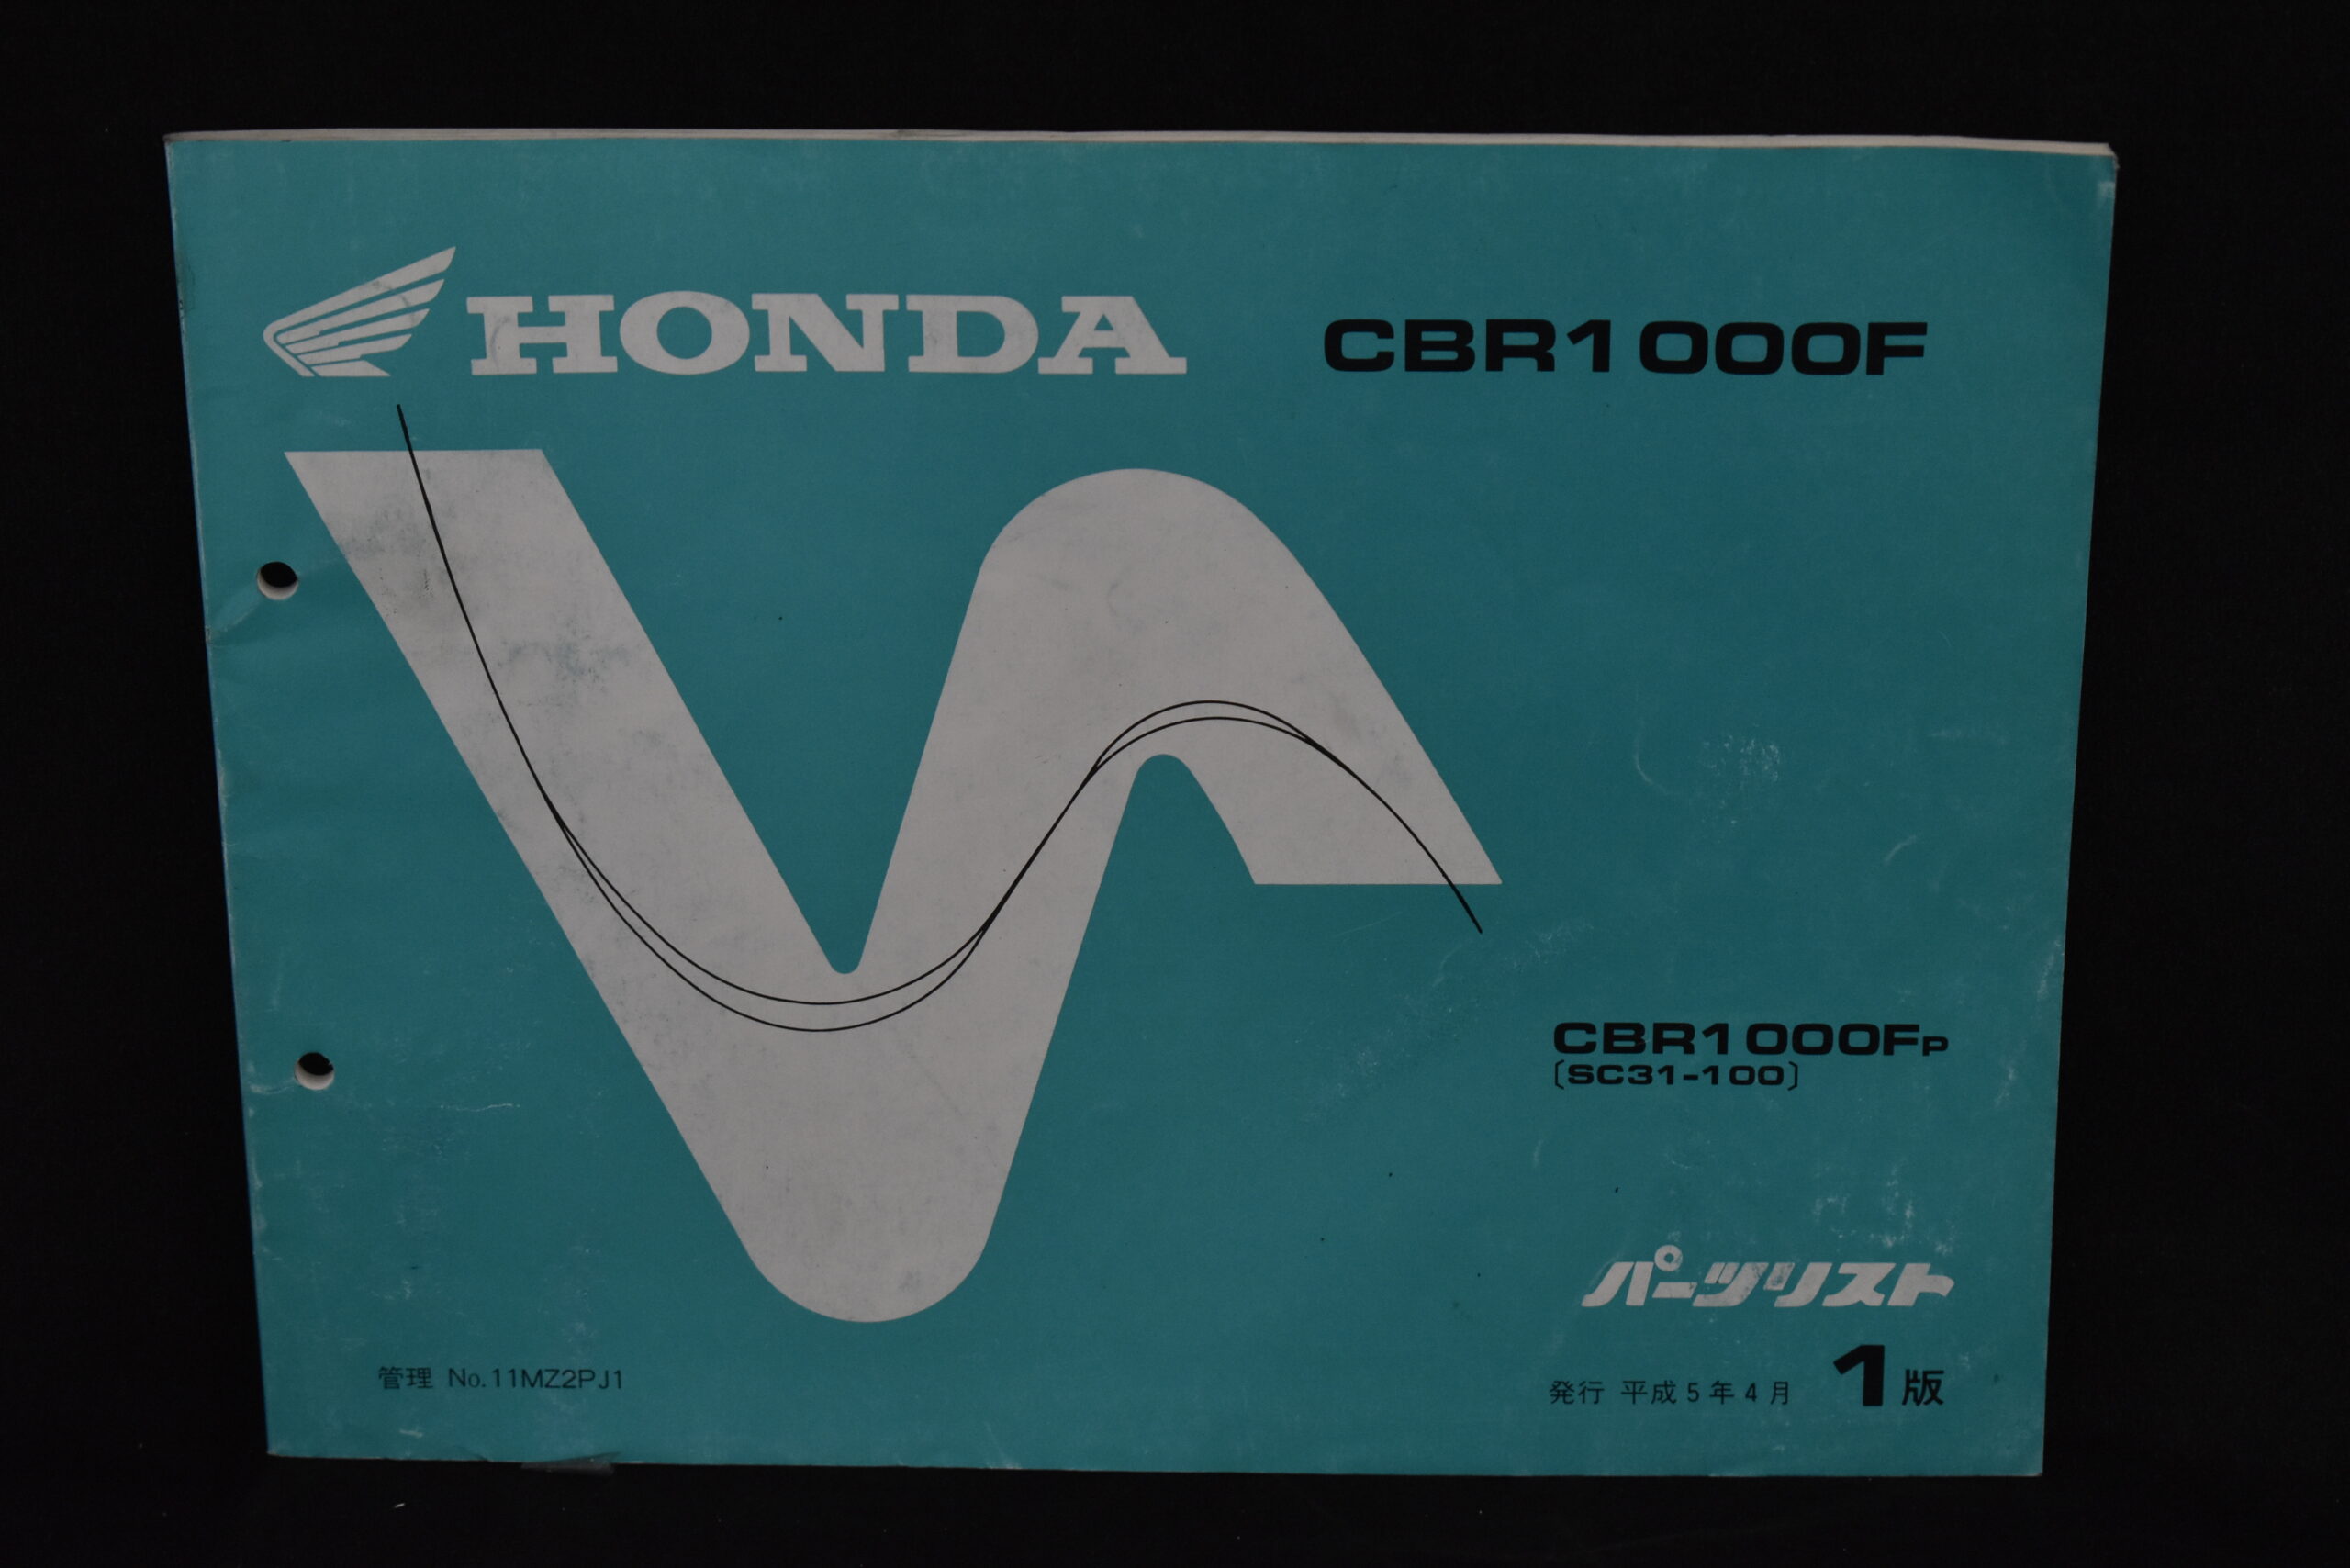 HONDA
CBR1000F
CBR1000FP
〔SC31-100〕
パーツリスト
管理 No.11MZ2PJ1
発行 平成5年4月 1版